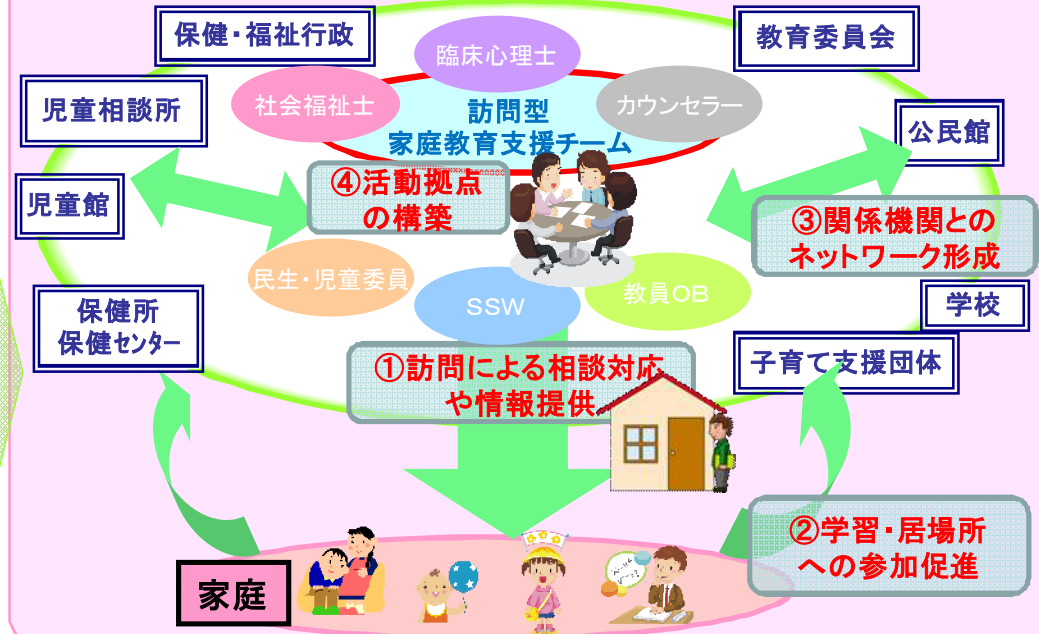 保健・福祉行政
教育委員会
臨床心理士
社会福祉士
カウンセラー
児童相談所
訪問型
家庭教育支援チーム
公民館
④活動拠点
の構築
児童館
③関係機関との
ネットワーク形成
民生・児童委員
SSW
教員OB
学校
保健所
保健センター
①訪問による相談対応
や情報提供
子育て支援団体
②学習・居場所
への参加促進
家庭